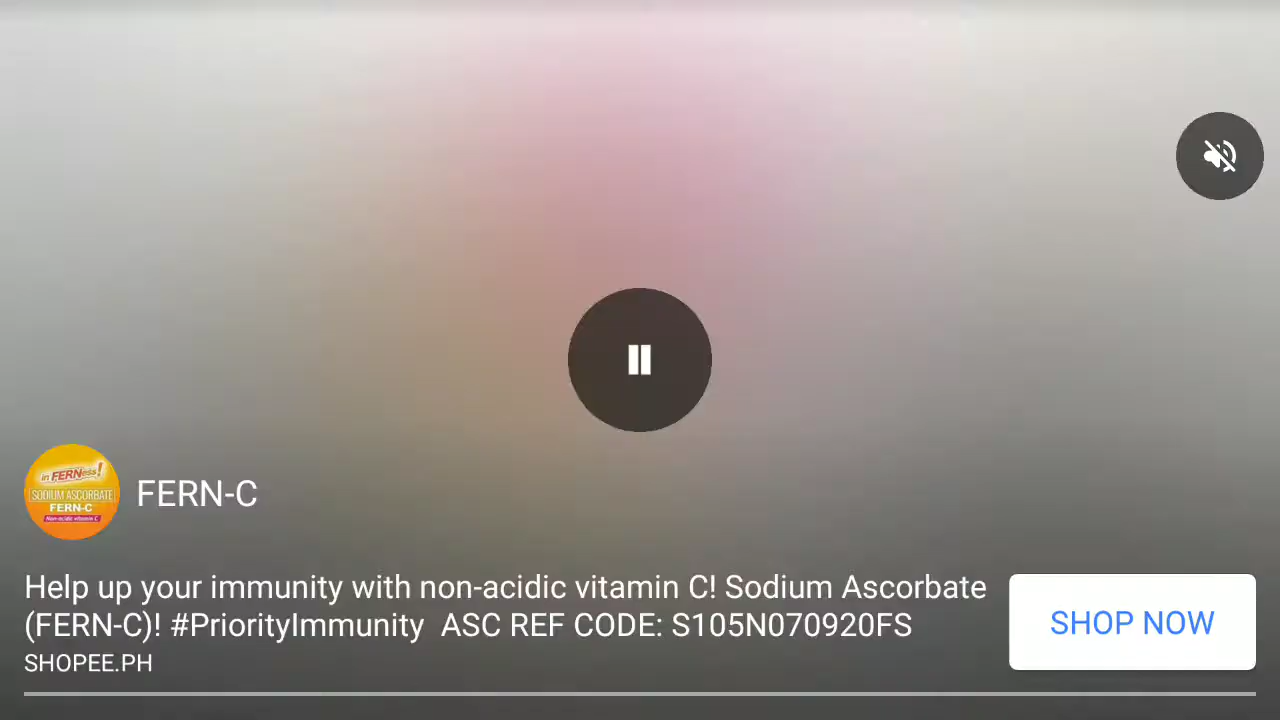 in FERNess!
SODIUM ASCORBATE
FERN-C
Non-acidic vitamin C
FERN-C
Help up your immunity with non-acidic vitamin C! Sodium Ascorbate
(FERN-C)! #PriorityImmunity ASC REF CODE: S105N070920FS
SHOPEE.PH
SHOP NOW